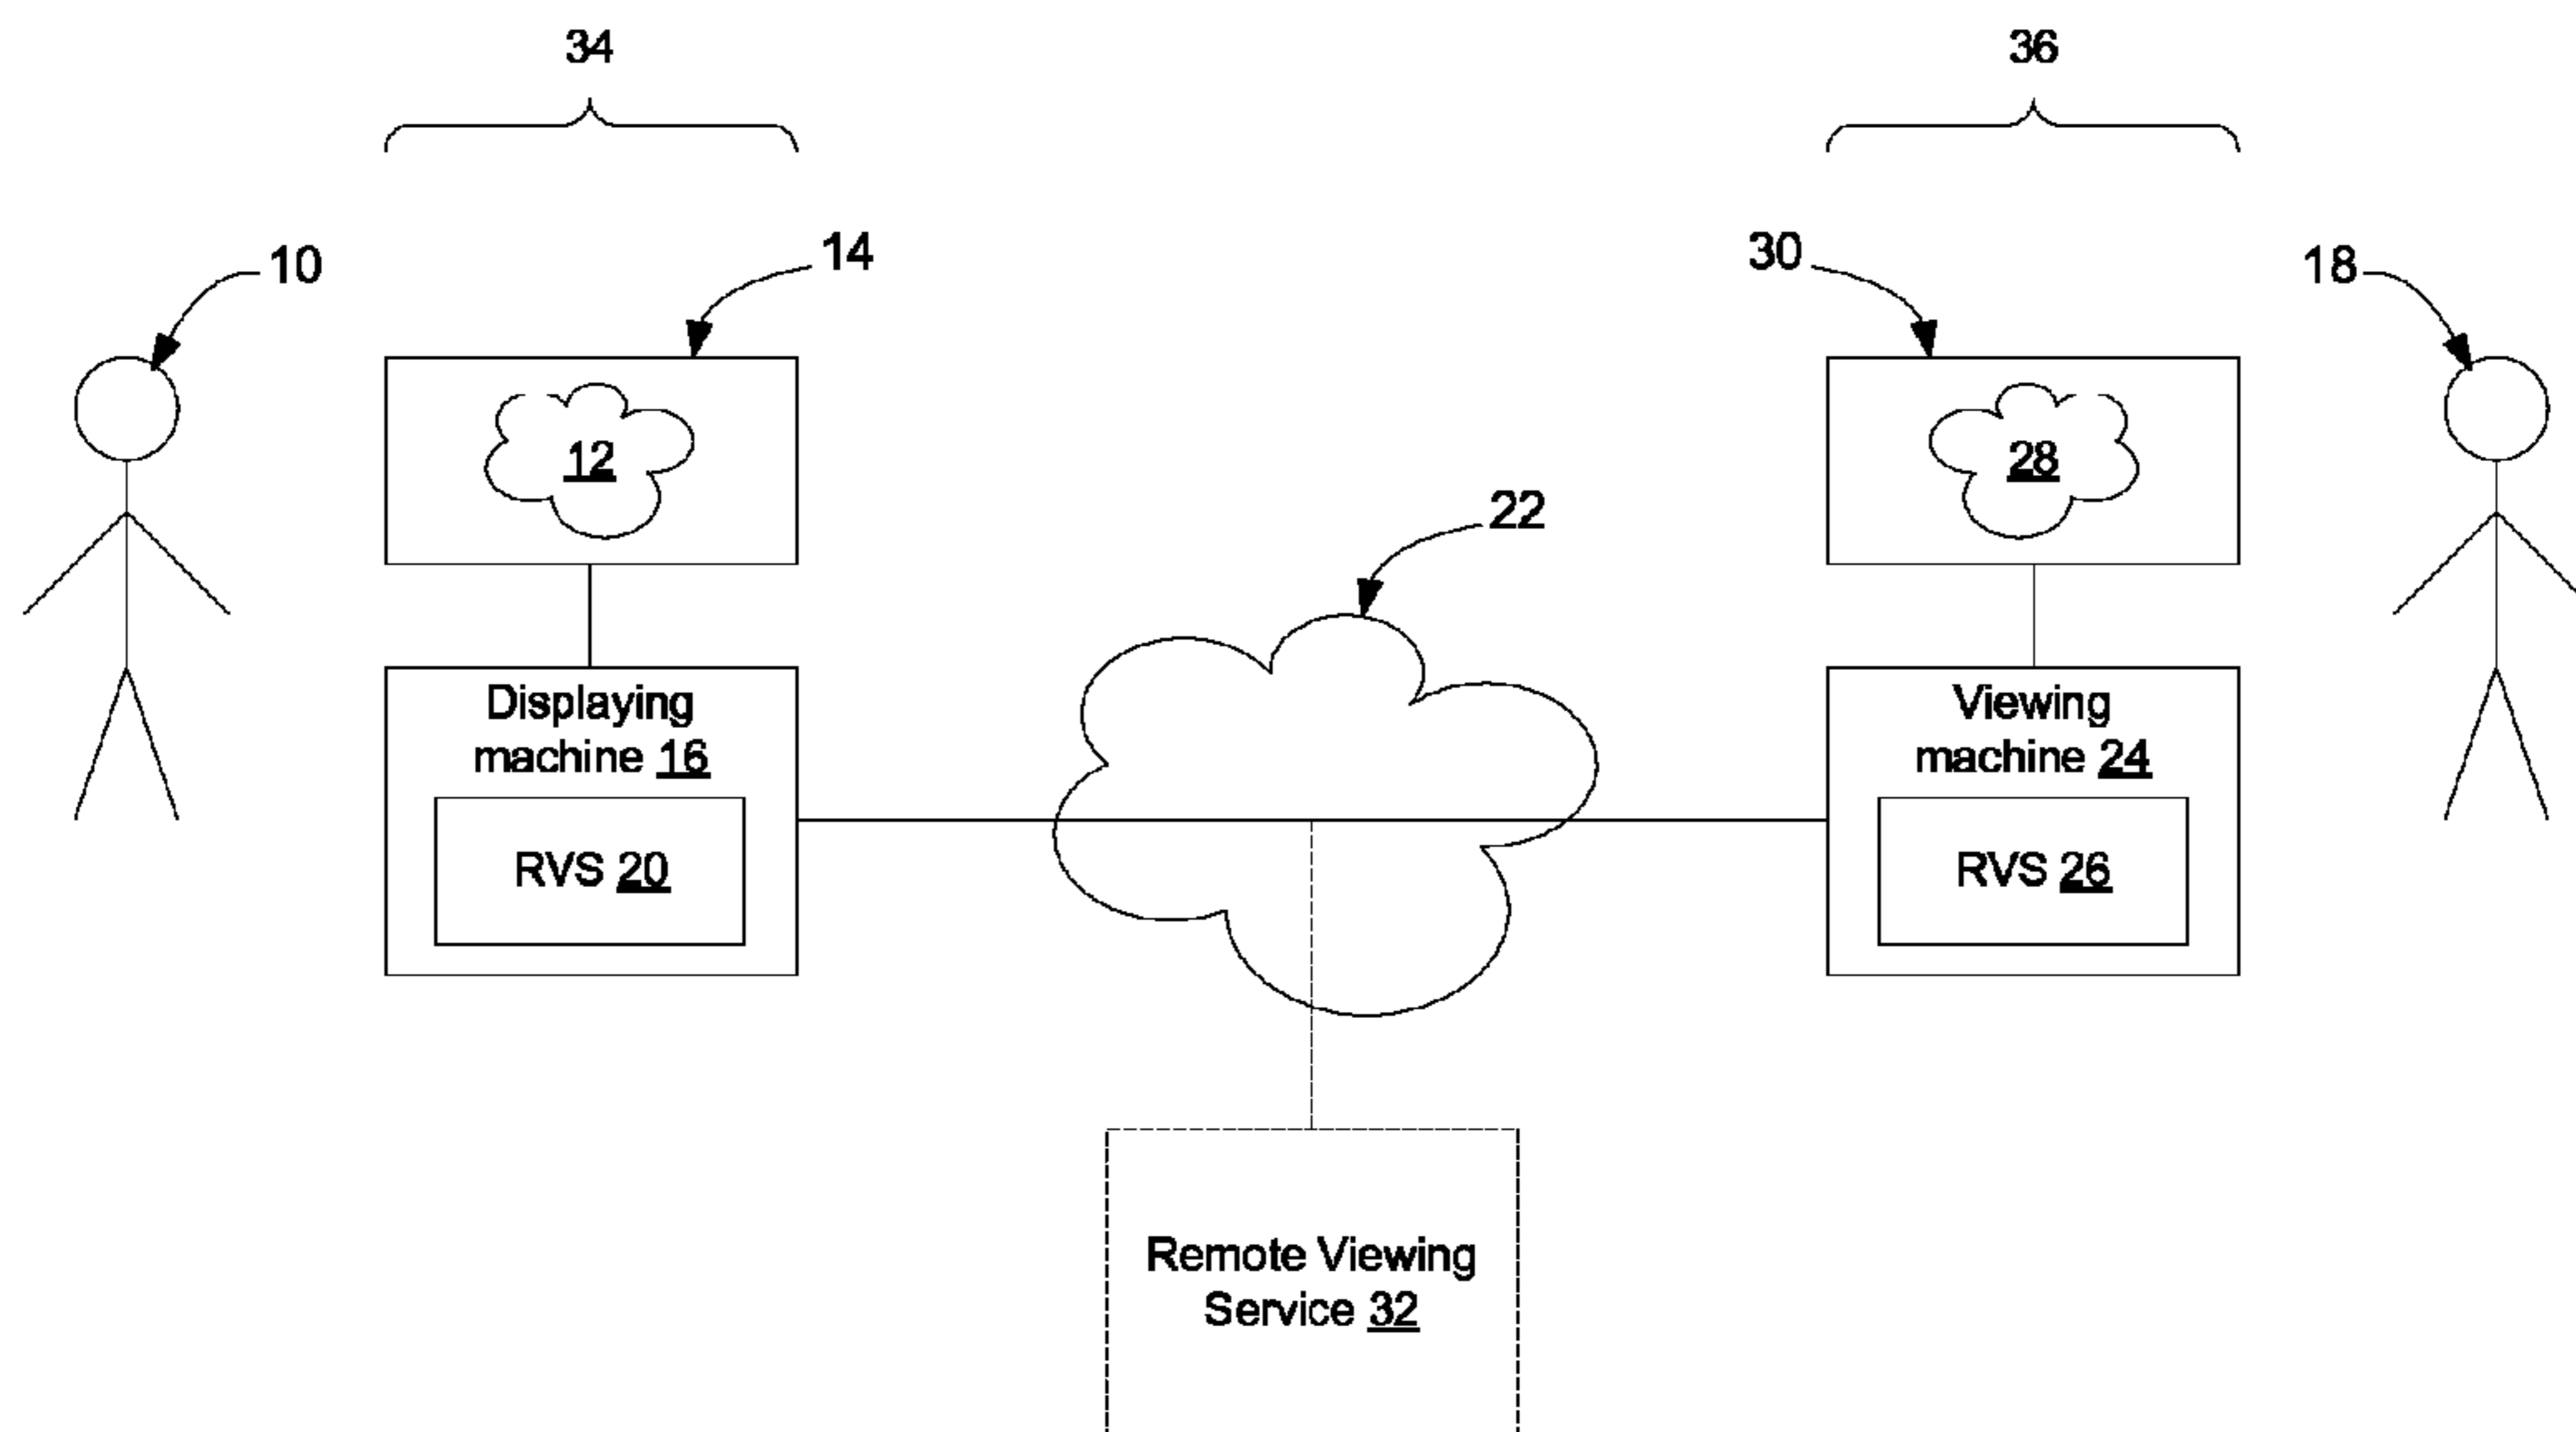 34
36
10
14
30
18
12
28
22
Displaying
machine 16
Viewing
machine 24
RVS 20
RVS 26
Remote Viewing
Service 32